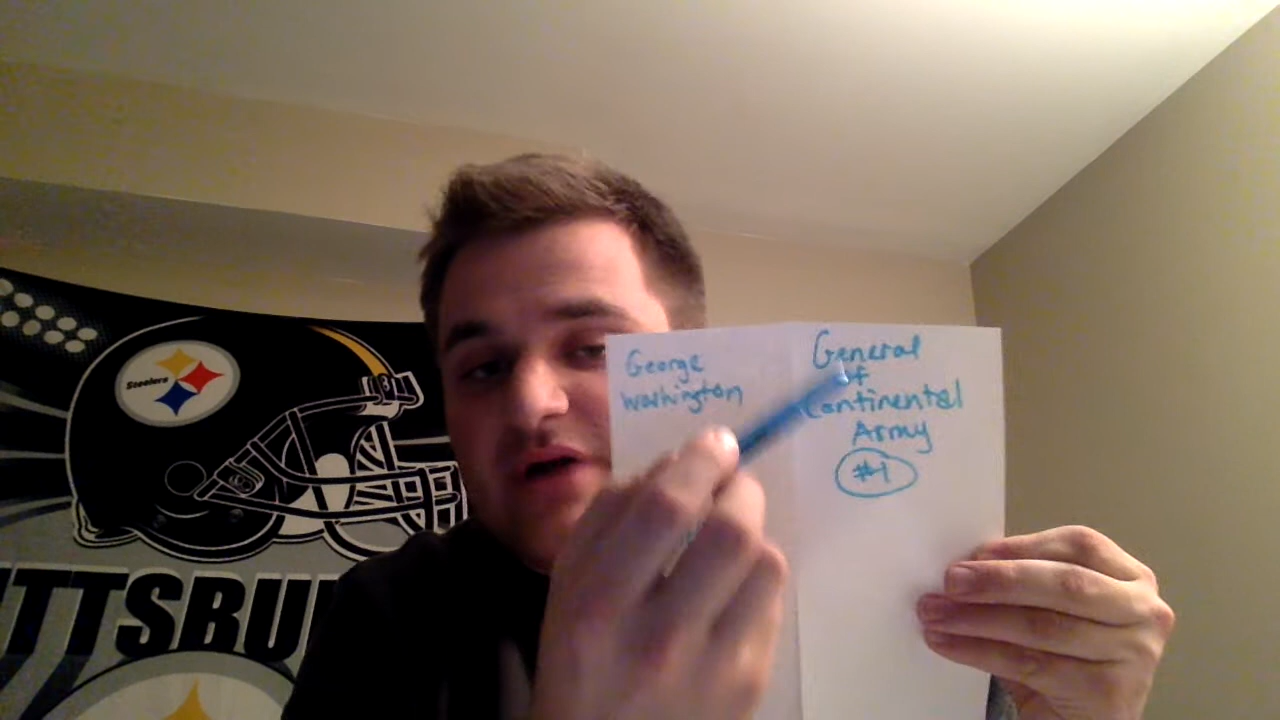 Steelers
TTSBU
George
Washington
General
of
Continental
Army
#1